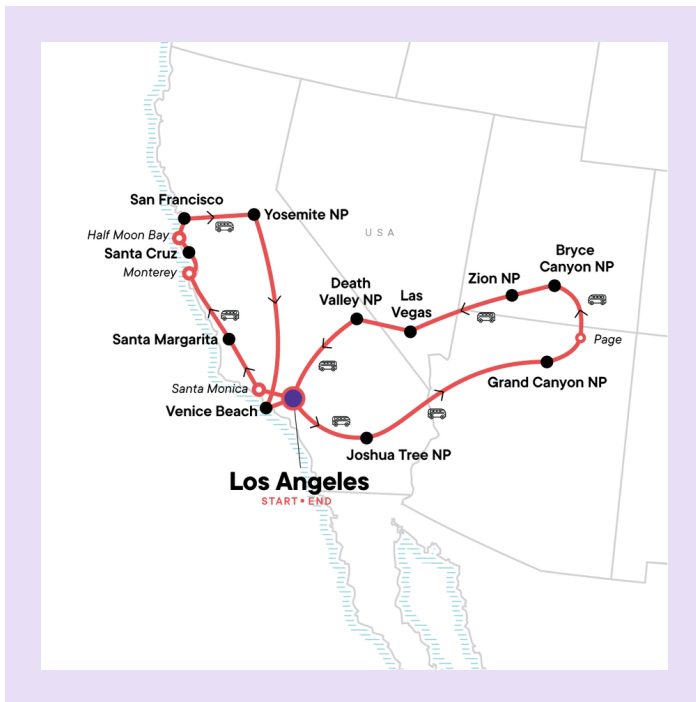 San Francisco
Yosemite NP
Half Moon Bay
USA
Santa Cruz
Monterey
Bryce
Canyon NP
Zion NP
Death
Valley NP
Las
Vegas
Santa Margarita
Page
Grand Canyon NP
Santa Monica
Venice Beach
Joshua Tree NP
Los Angeles
START • END